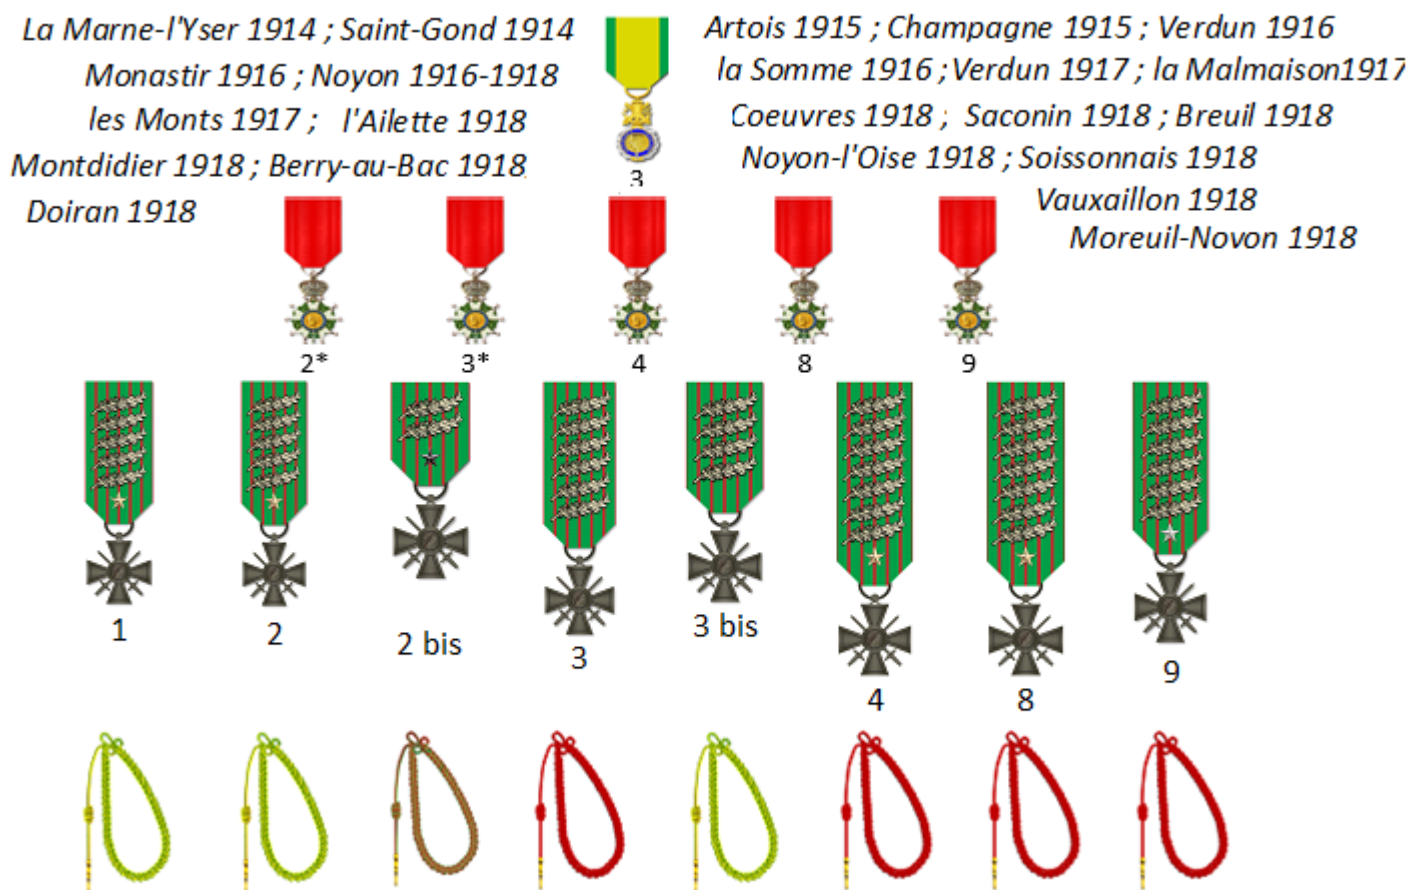 La Marne-l'Yser 1914 ; Saint-Gond 1914
Monastir 1916 ; Noyon 1916-1918
les Monts 1917 ; l'Ailette 1918
Montdidier 1918 ; Berry-au-Bac 1918
Doiran 1918
Artois 1915 ; Champagne 1915 ; Verdun 1916
la Somme 1916 ; Verdun 1917 ; la Malmaison1917
Coeuvres 1918 ; Saconin 1918 ; Breuil 1918
Noyon-l'Oise 1918 ; Soissonnais 1918
Vauxaillon 1918
Moreuil-Novon 1918
3
2* 3* 4 8 9
1 2 2 bis 3 3 bis 4 8 9